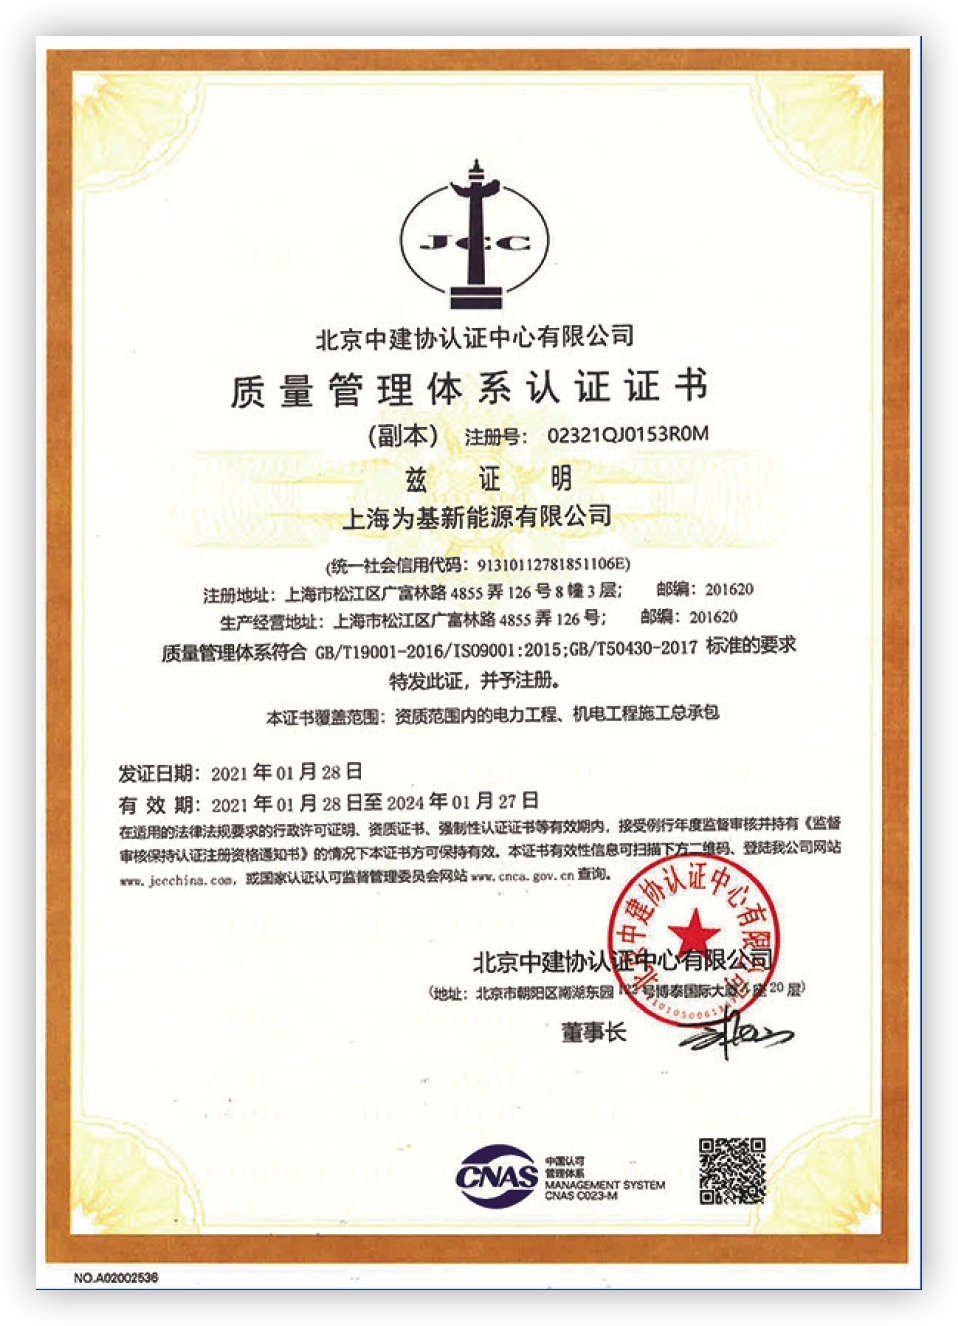 JCC
北京中建协认证中心有限公司
质量管理体系认证证书
（副本） 注册号： 02321QJ0153R0M
兹 证 明
上海为基新能源有限公司
(统一社会信用代码：91310112781851106E)
注册地址：上海市松江区广富林路 4855 弄 126 号 8 幢 3 层； 邮编：201620
生产经营地址：上海市松江区广富林路 4855 弄 126 号； 邮编：201620
质量管理体系符合 GB/T19001-2016/ISO9001:2015;GB/T50430-2017 标准的要求
特发此证，并予注册。
本证书覆盖范围：资质范围内的电力工程、机电工程施工总承包
发证日期：2021 年 01 月 28 日
有 效 期：2021 年 01 月 28 日至 2024 年 01 月 27 日
在适用的法律法规要求的行政许可证明、资质证书、强制性认证证书等有效期内，接受例行年度监督审核并持有《监督
审核保持认证注册资格通知书》的情况下本证书方可保持有效。本证书有效性信息可扫描下方二维码、登陆我公司网站
www.jccchina.com，或国家认证认可监督管理委员会网站 www.cnca.gov.cn 查询。
北京中建协认证中心有限公司
北京中建协认证中心有限公司
（地址：北京市朝阳区南湖东园 122 号博泰国际大厦 A 座 20 层）
董事长
CNAS
中国认可
管理体系
MANAGEMENT SYSTEM
CNAS C023-M
NO.A02002536